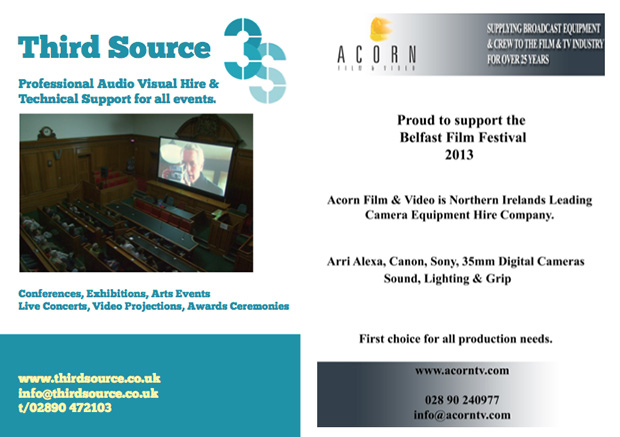 Third Source
3S
Professional Audio Visual Hire &
Technical Support for all events.
Conferences, Exhibitions, Arts Events
Live Concerts, Video Projections, Awards Ceremonies
www.thirdsource.co.uk
info@thirdsource.co.uk
t/02890 472103
ACORN
FILM & VIDEO
SUPPLYING BROADCAST EQUIPMENT
& CREW TO THE FILM & TV INDUSTRY
FOR OVER 25 YEARS
Proud to support the
Belfast Film Festival
2013
Acorn Film & Video is Northern Irelands Leading
Camera Equipment Hire Company.
Arri Alexa, Canon, Sony, 35mm Digital Cameras
Sound, Lighting & Grip
First choice for all production needs.
www.acorntv.com
028 90 240977
info@acorntv.com